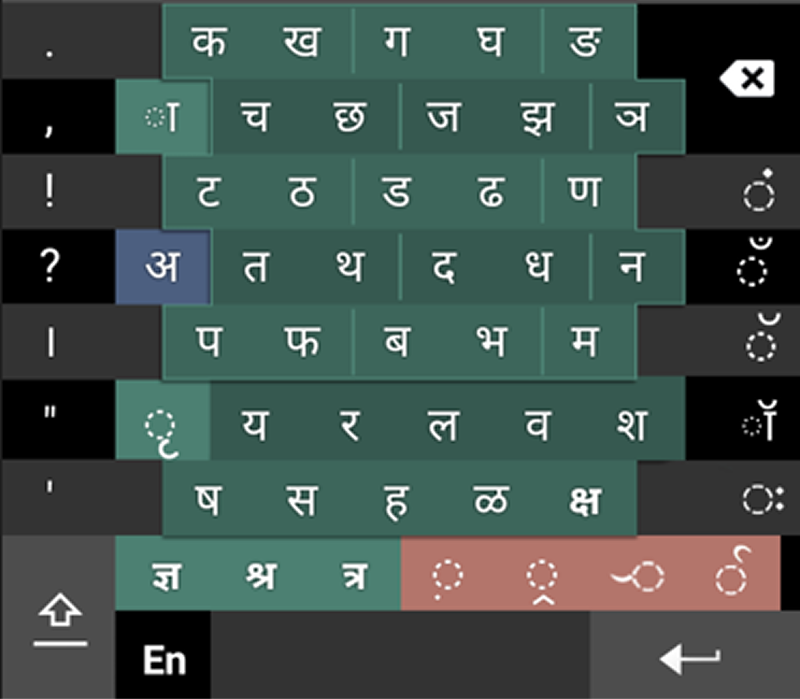 . क ख ग घ ङ
, ा च छ ज झ ञ
! ट ठ ड ढ ण ं
? अ त थ द ध न ँ
। प फ ब भ म ॅ
" ृ य र ल व श ॉ
' ष स ह ळ क्ष ः
ज्ञ श्र त्र ़ ्र र्‍ र्
En